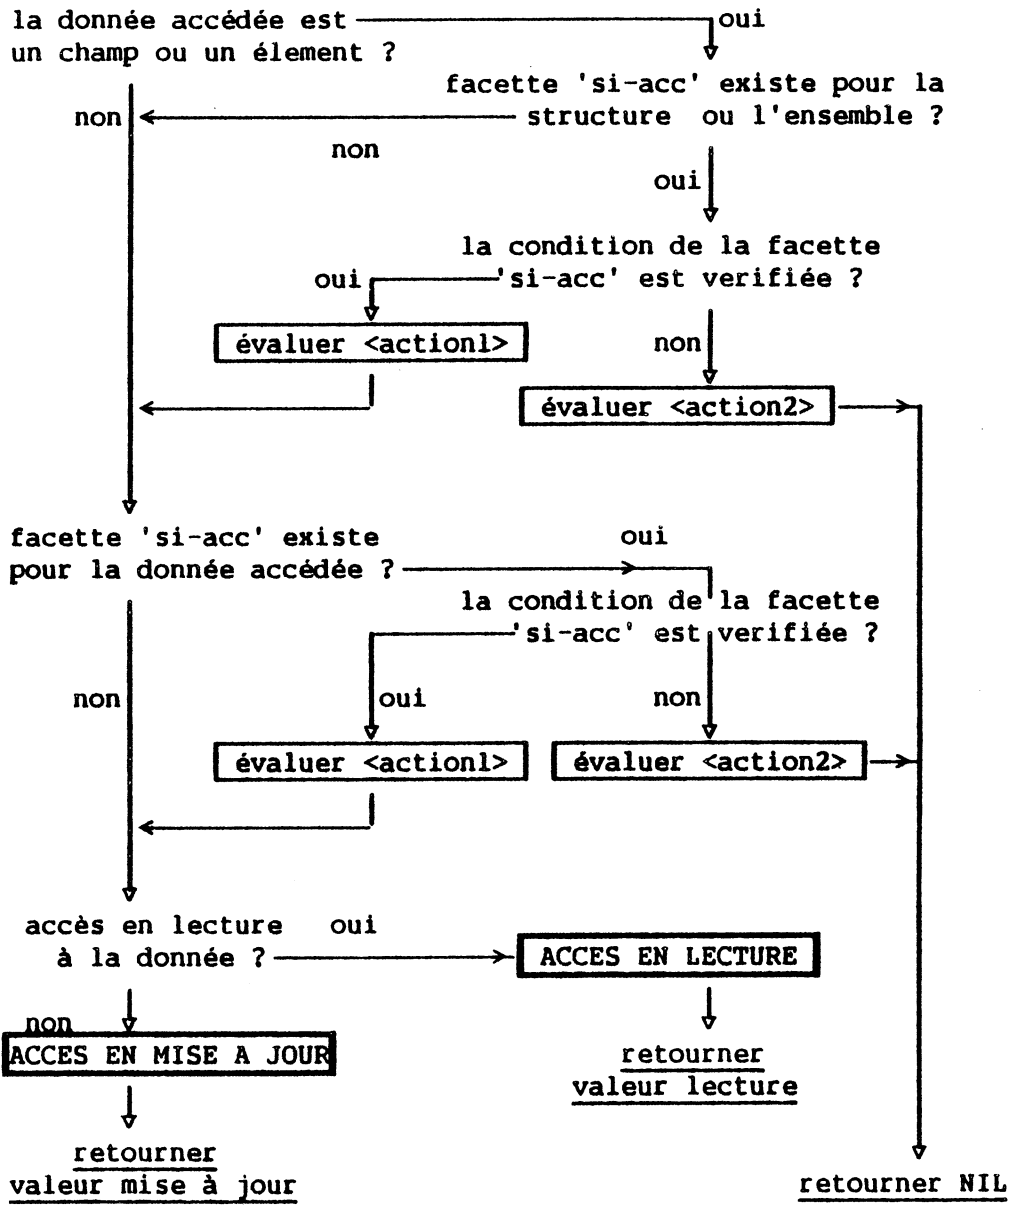 la donnée accédée est
un champ ou un élement ?
oui
facette 'si-acc' existe pour la
structure ou l'ensemble ?
non
non
oui
la condition de la facette
'si-acc' est verifiée ?
oui
évaluer <action1>
non
évaluer <action2>
facette 'si-acc' existe
pour la donnée accédée ?
oui
la condition de la facette
'si-acc' est verifiée ?
non
oui
non
évaluer <action1>
évaluer <action2>
accès en lecture
à la donnée ?
oui
ACCES EN LECTURE
non
ACCES EN MISE A JOUR
retourner
valeur lecture
retourner
valeur mise à jour
retourner NIL